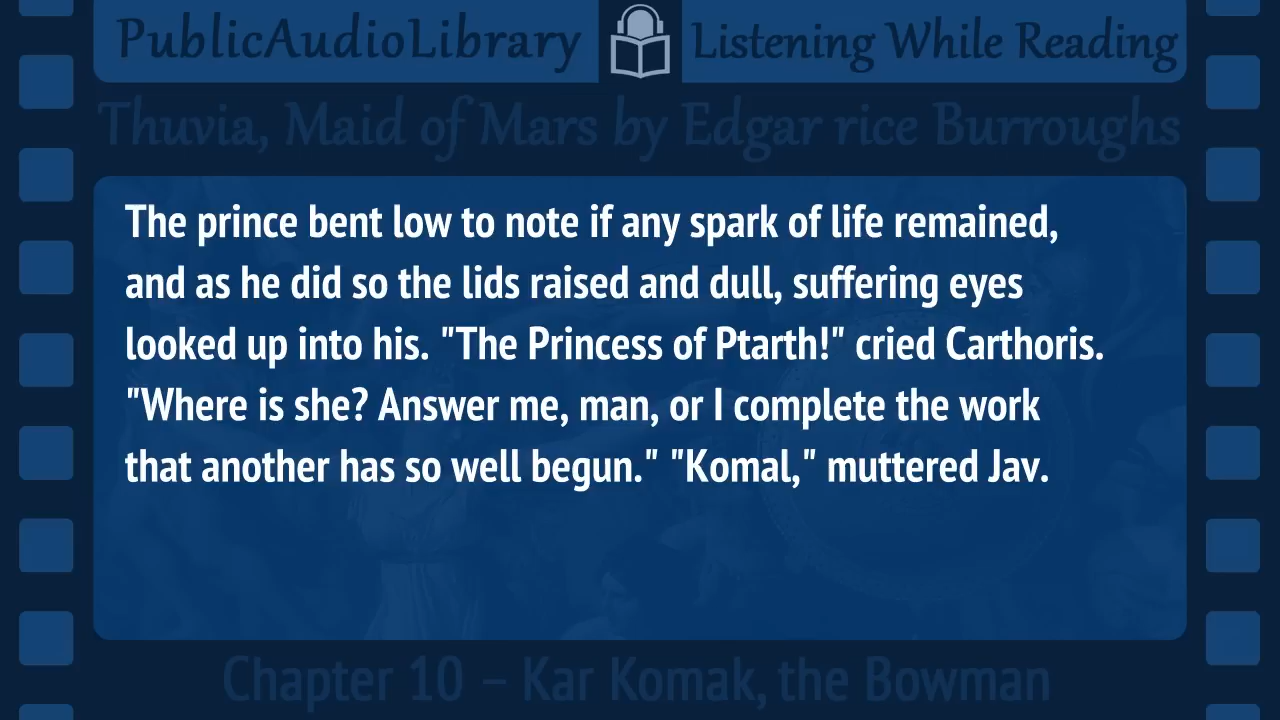 PublicAudioLibrary Listening While Reading
Thuvia, Maid of Mars by Edgar rice Burroughs
The prince bent low to note if any spark of life remained,
and as he did so the lids raised and dull, suffering eyes
looked up into his. "The Princess of Ptarth!" cried Carthoris.
"Where is she? Answer me, man, or I complete the work
that another has so well begun." "Komal," muttered Jav.
Chapter 10 – Kar Komak, the Bowman